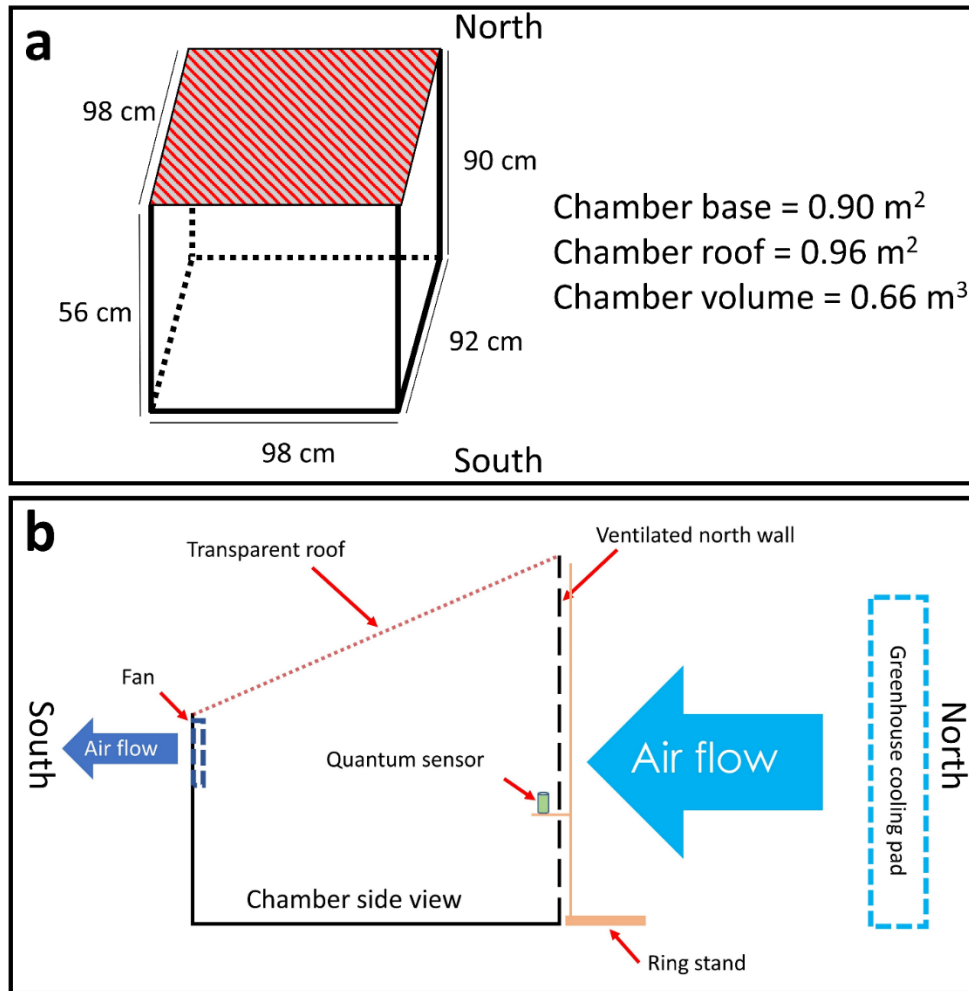 a
North
98 cm
90 cm
Chamber base = 0.90 m²
Chamber roof = 0.96 m²
Chamber volume = 0.66 m³
56 cm
92 cm
98 cm
South
b
Transparent roof
Ventilated north wall
Fan
South
Air flow
Quantum sensor
Air flow
Greenhouse cooling pad
North
Chamber side view
Ring stand